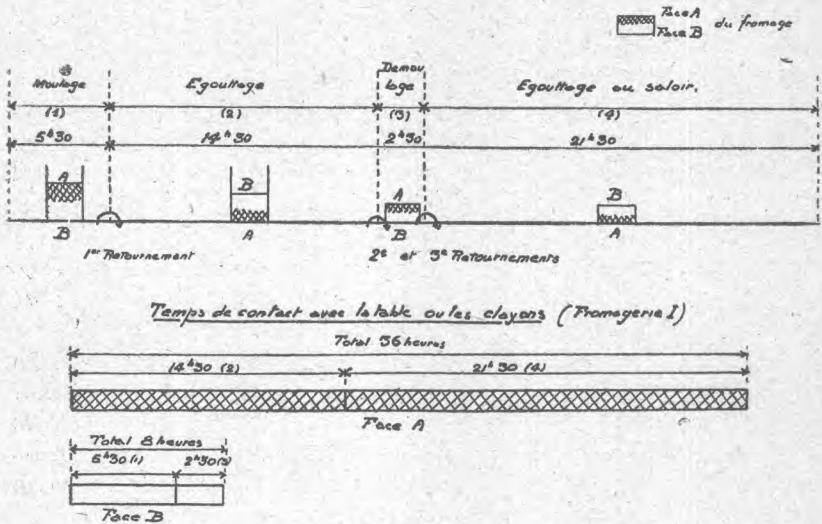 Face A
Face B
du fromage
Moulage
Egouttage
Demou
lage
Egouttage au saloir.
(1)
(2)
(3)
(4)
5h30
14h30
2h30
21h30
A
B
A
B
B
A
B
A
1er Retournement
2e et 3e Retournements
Temps de contact avec la table ou les clayons (Fromagerie I)
Total 36 heures
14h30 (2)
21h30 (4)
Face A
Total 8 heures
5h30 (1)
2h30 (3)
Face B